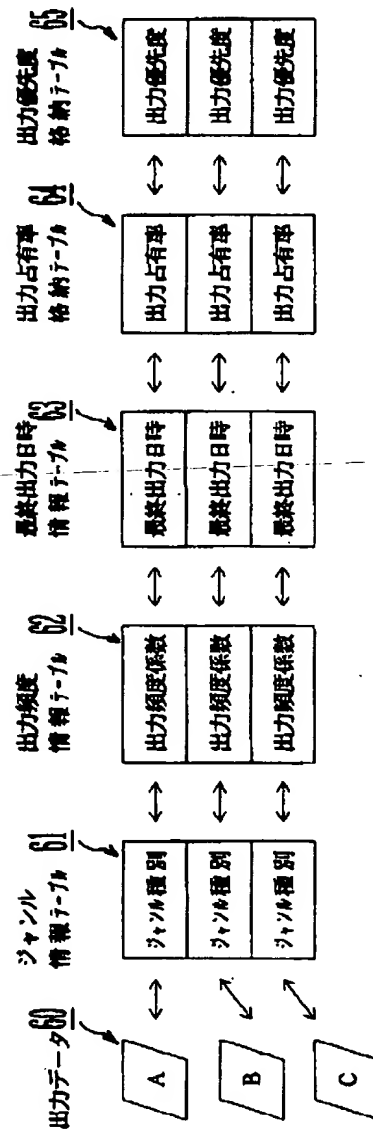 出力データ 60
A
B
C
ジャンル 61
情報テーブル
ジャンル種別
ジャンル種別
ジャンル種別
出力頻度 62
情報テーブル
出力頻度係数
出力頻度係数
出力頻度係数
最終出力日時 63
情報テーブル
最終出力日時
最終出力日時
最終出力日時
出力占有率 64
格納テーブル
出力占有率
出力占有率
出力占有率
出力優先度 65
格納テーブル
出力優先度
出力優先度
出力優先度